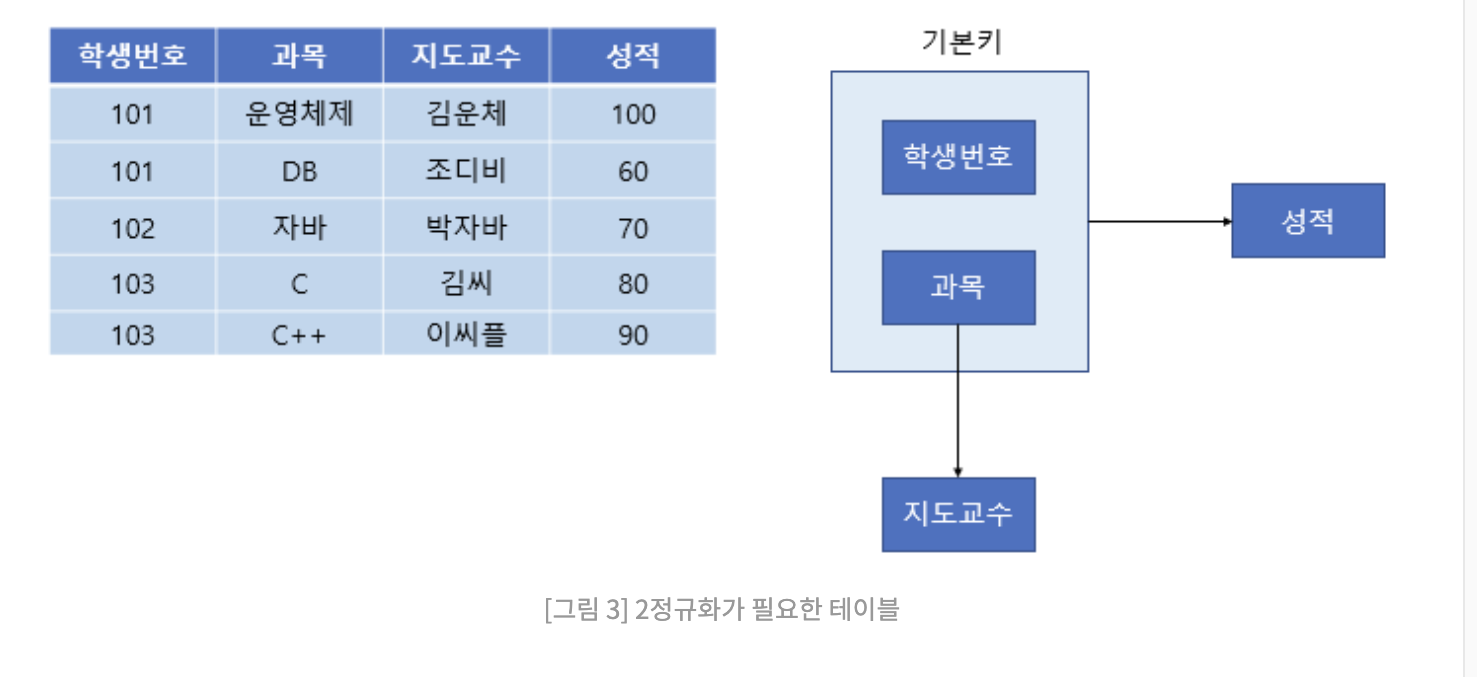 학생번호 과목 지도교수 성적
101 운영체제 김운체 100
101 DB 조디비 60
102 자바 박자바 70
103 C 김씨 80
103 C++ 이씨플 90
기본키
학생번호
과목
성적
지도교수
[그림 3] 2정규화가 필요한 테이블